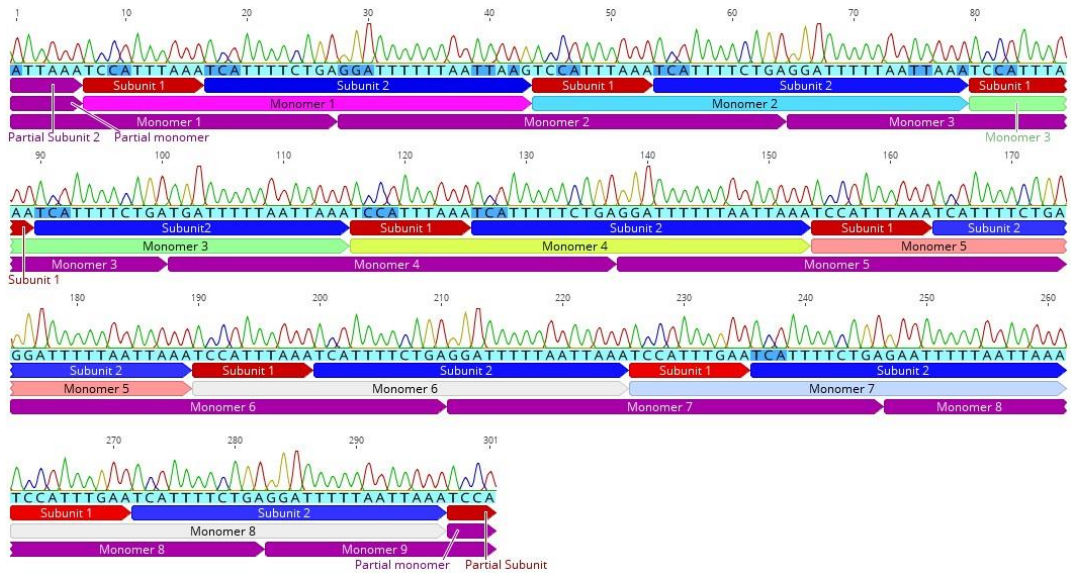 1 10 20 30 40 50 60 70 80
ATTAAATCCATTTAAATCATTTTCTGAGGATTTTTTAATTAAGTCCATTTAAATCATTTTCTGAGGATTTTTAATTAAATCCATTTA
Subunit 1 Subunit 2 Subunit 1 Subunit 2 Subunit 1
Monomer 1 Monomer 2
Monomer 1 Monomer 2 Monomer 3
Partial Subunit 2 Partial monomer Monomer 3
90 100 110 120 130 140 150 160 170
AATCATTTTCTGATGATTTTTAATTAAATCCATTTAAATCATTTTTCTGAGGATTTTTTAATTAAATCCATTTAAATCATTTTCTGA
Subunit2 Subunit 1 Subunit 2 Subunit 1 Subunit 2
Monomer 3 Monomer 4 Monomer 5
Monomer 3 Monomer 4 Monomer 5
Subunit 1
180 190 200 210 220 230 240 250 260
GGATTTTTAATTAAATCCATTTAAATCATTTTCTGAGGATTTTTAATTAAATCCATTTGAATCATTTTCTGAGAATTTTTAATTAAA
Subunit 2 Subunit 1 Subunit 2 Subunit 1 Subunit 2
Monomer 5 Monomer 6 Monomer 7
Monomer 6 Monomer 7 Monomer 8
270 280 290 301
TCCATTTGAATCATTTTCTGAGGATTTTTAATTAAATCCA
Subunit 1 Subunit 2
Monomer 8
Monomer 8 Monomer 9
Partial monomer Partial Subunit